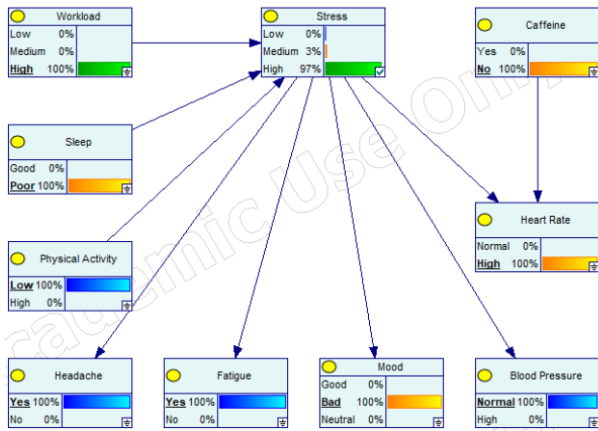 Workload
Low 0%
Medium 0%
High 100%
Stress
Low 0%
Medium 3%
High 97%
Caffeine
Yes 0%
No 100%
Sleep
Good 0%
Poor 100%
Physical Activity
Low 100%
High 0%
Heart Rate
Normal 0%
High 100%
Headache
Yes 100%
No 0%
Fatigue
Yes 100%
No 0%
Mood
Good 0%
Bad 100%
Neutral 0%
Blood Pressure
Normal 100%
High 0%
cademic Use Only